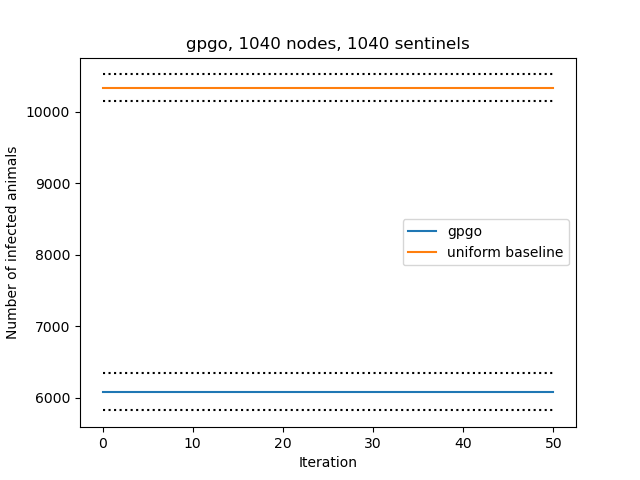 gpgo, 1040 nodes, 1040 sentinels
Number of infected animals
10000
9000
8000
7000
6000
gpgo
uniform baseline
0
10
20
30
40
50
Iteration